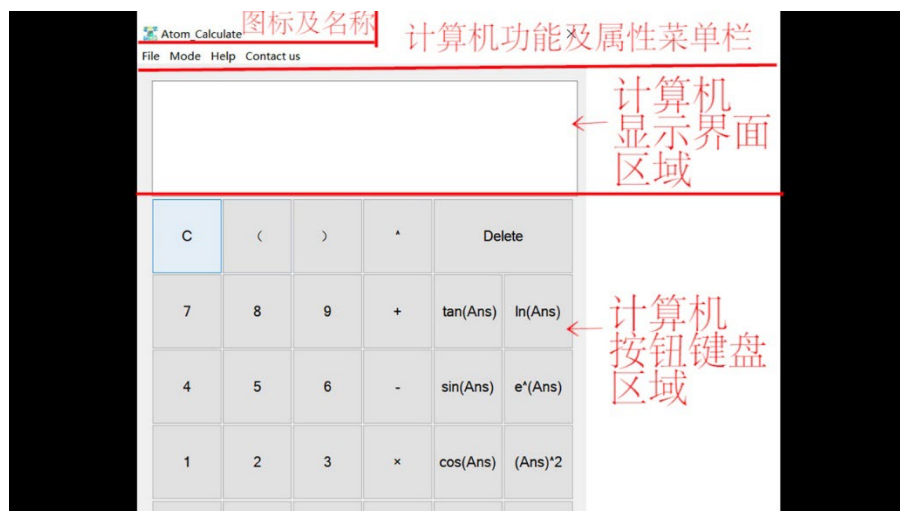 Atom_Calculate
图标及名称
计算机功能及属性菜单栏
File Mode Help Contact us
计算机
显示界面
区域
C ( ) ^ Delete
7 8 9 + tan(Ans) ln(Ans)
计算机
按钮键盘
区域
4 5 6 - sin(Ans) e^(Ans)
1 2 3 × cos(Ans) (Ans)^2